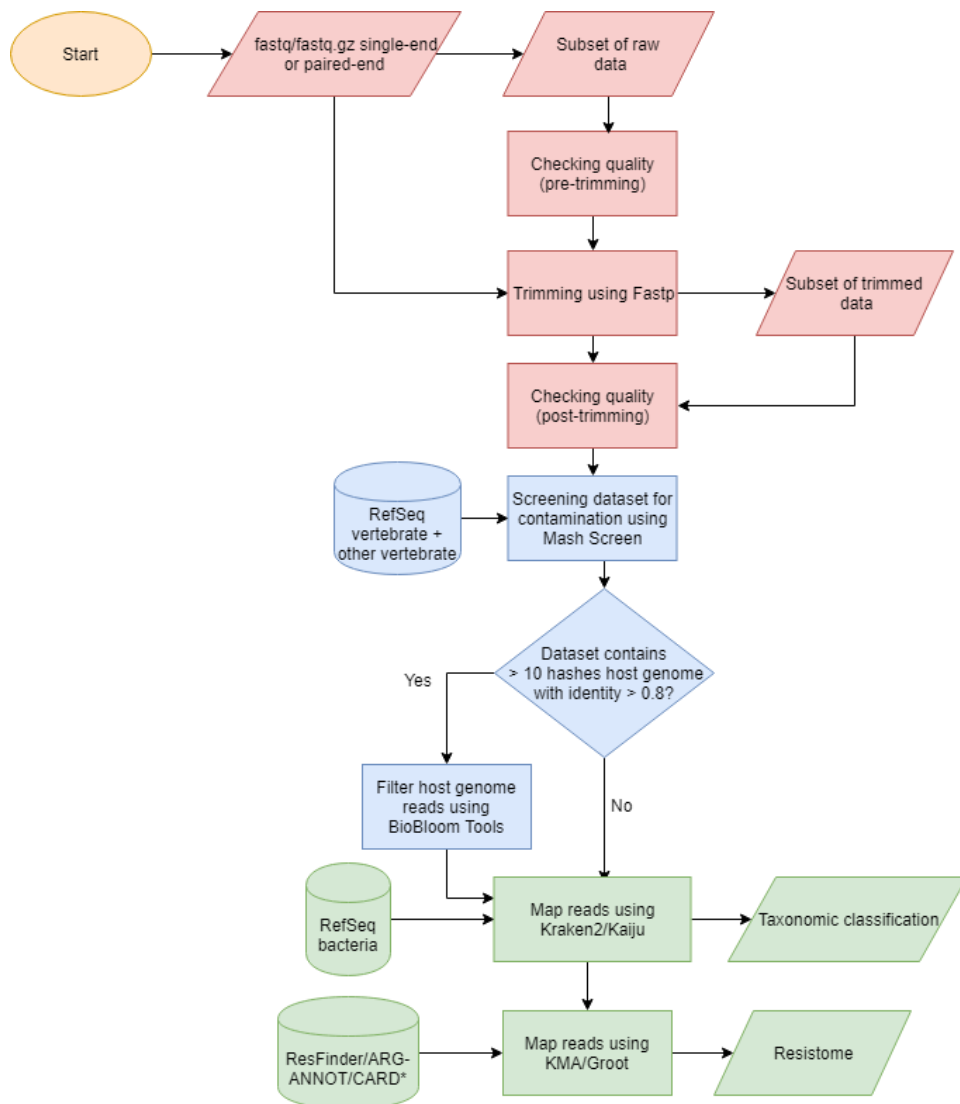 Start
fastq/fastq.gz single-end
or paired-end
Subset of raw
data
Checking quality
(pre-trimming)
Trimming using Fastp
Subset of trimmed
data
Checking quality
(post-trimming)
RefSeq
vertebrate +
other vertebrate
Screening dataset for
contamination using
Mash Screen
Dataset contains
> 10 hashes host genome
with identity > 0.8?
Yes
Filter host genome
reads using
BioBloom Tools
No
RefSeq
bacteria
Map reads using
Kraken2/Kaiju
Taxonomic classification
ResFinder/ARG-
ANNOT/CARD*
Map reads using
KMA/Groot
Resistome